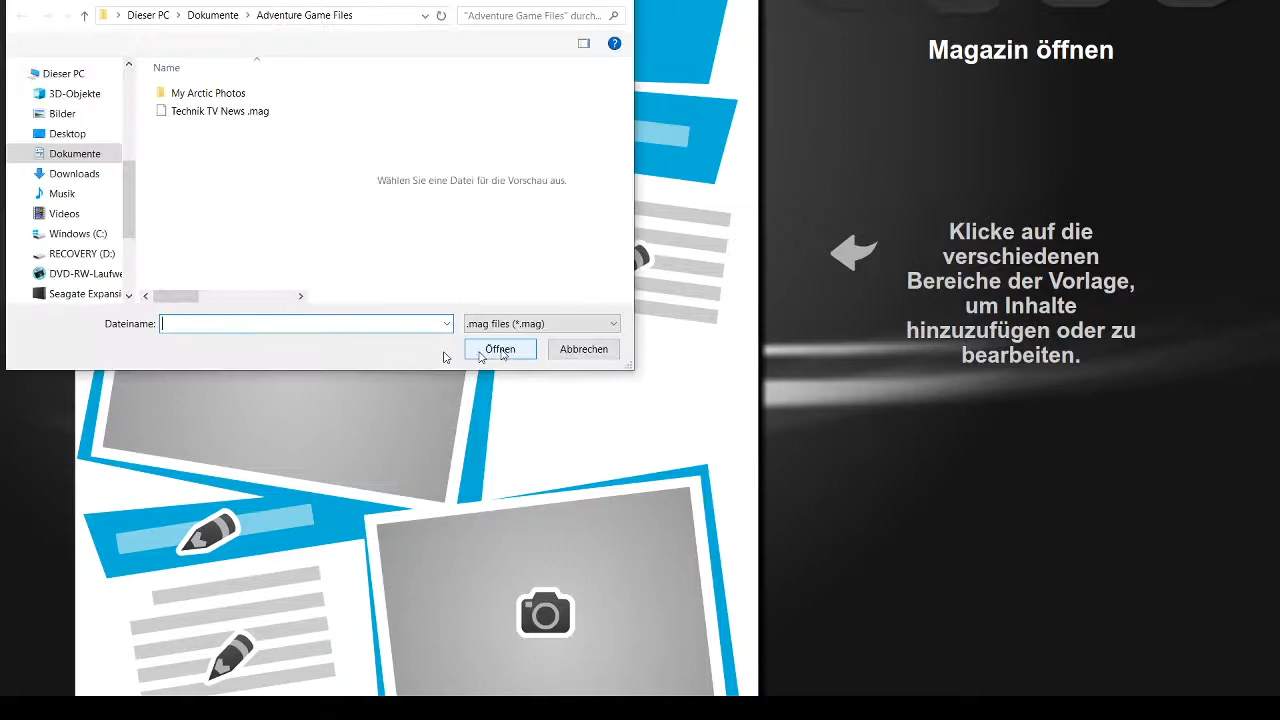 Dieser PC > Dokumente > Adventure Game Files
"Adventure Game Files" durch...
Name
Dieser PC
3D-Objekte
Bilder
Desktop
Dokumente
Downloads
Musik
Videos
Windows (C:)
RECOVERY (D:)
DVD-RW-Laufwe
Seagate Expansi
My Arctic Photos
Technik TV News .mag
Wählen Sie eine Datei für die Vorschau aus.
Dateiname:
.mag files (*.mag)
Öffnen
Abbrechen
Magazin öffnen
Klicke auf die
verschiedenen
Bereiche der Vorlage,
um Inhalte
hinzuzufügen oder zu
bearbeiten.